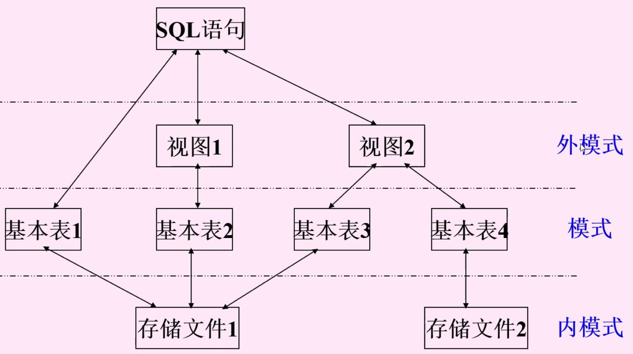 SQL语句
视图1
视图2
外模式
基本表1
基本表2
基本表3
基本表4
模式
存储文件1
存储文件2
内模式